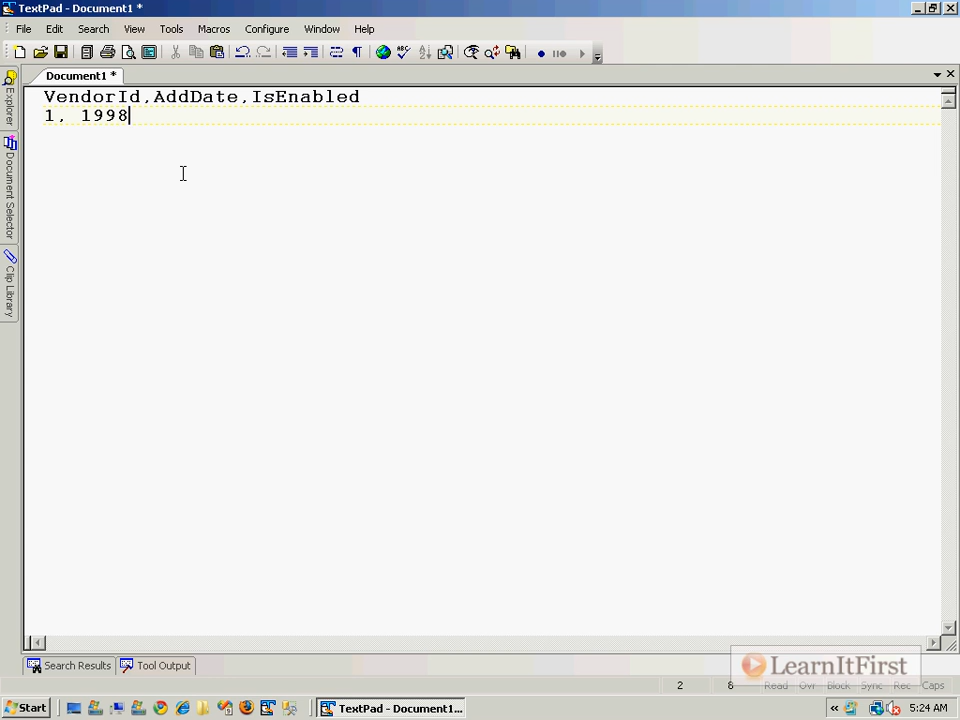 TextPad - Document1 *
File Edit Search View Tools Macros Configure Window Help
Document1 *
VendorId,AddDate,IsEnabled
1, 1998
Explorer
Document Selector
Clip Library
Search Results Tool Output
LearnItFirst
2 8 Read Ovr Block Sync Rec Caps
Start TextPad - Document1... 5:24 AM